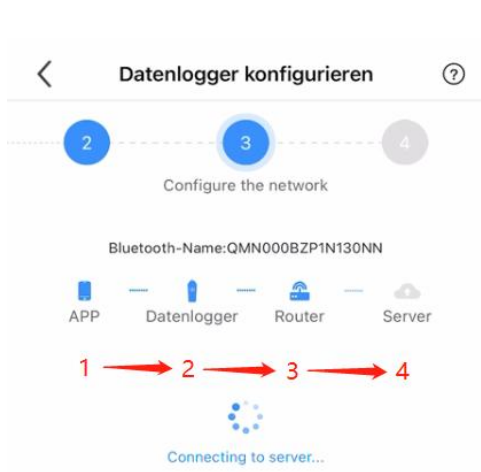 Datenlogger konfigurieren ?
2 3 4
Configure the network
Bluetooth-Name:QMN000BZP1N130NN
APP Datenlogger Router Server
1 2 3 4
Connecting to server...